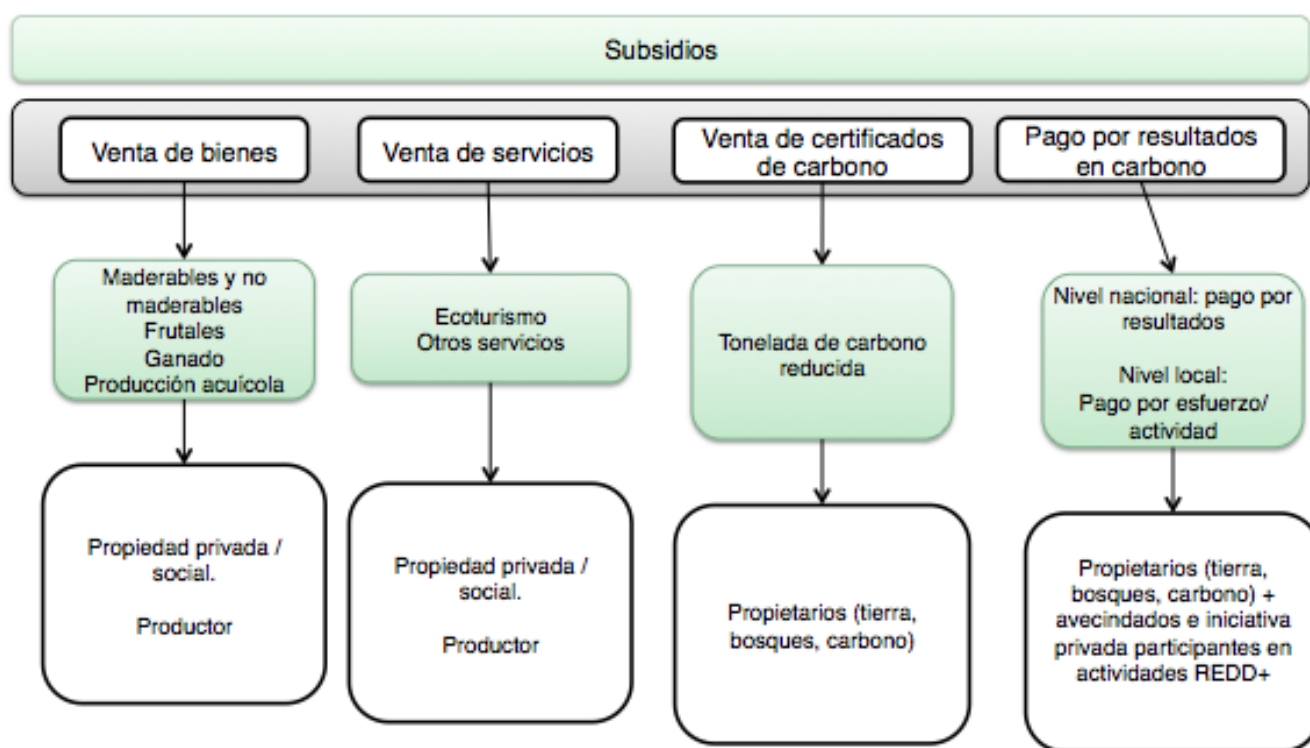 Subsidios
Venta de bienes
Venta de servicios
Venta de certificados
de carbono
Pago por resultados
en carbono
Maderables y no
maderables
Frutales
Ganado
Producción acuícola
Ecoturismo
Otros servicios
Tonelada de carbono
reducida
Nivel nacional: pago por
resultados
Nivel local:
Pago por esfuerzo/
actividad
Propiedad privada /
social.
Productor
Propiedad privada /
social.
Productor
Propietarios (tierra,
bosques, carbono)
Propietarios (tierra,
bosques, carbono) +
avecindados e iniciativa
privada participantes en
actividades REDD+